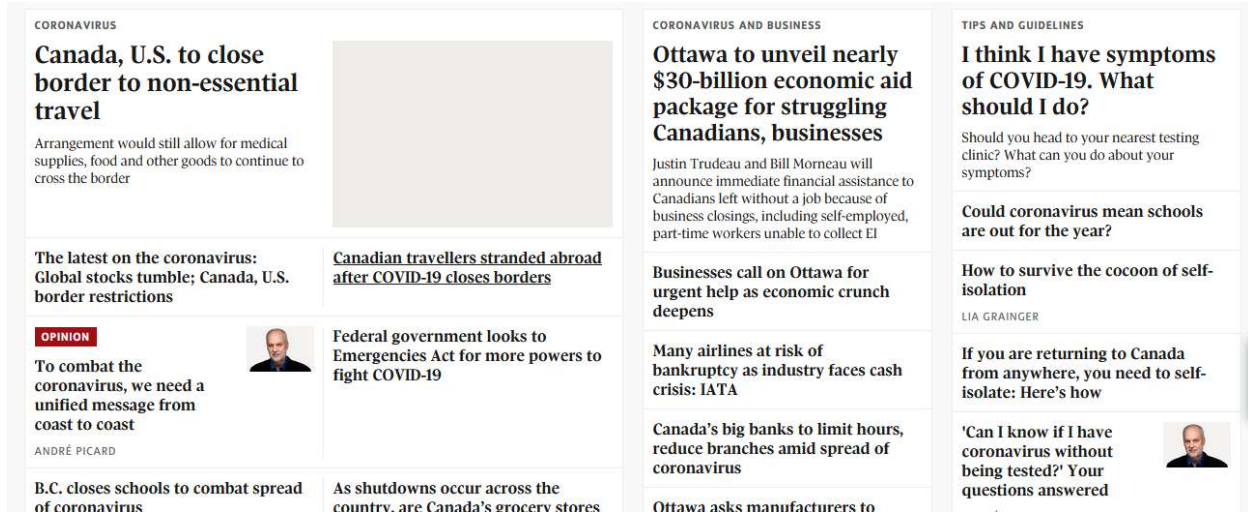 CORONAVIRUS
Canada, U.S. to close
border to non-essential
travel
Arrangement would still allow for medical
supplies, food and other goods to continue to
cross the border
The latest on the coronavirus:
Global stocks tumble; Canada, U.S.
border restrictions
Canadian travellers stranded abroad
after COVID-19 closes borders
OPINION
To combat the
coronavirus, we need a
unified message from
coast to coast
ANDRÉ PICARD
Federal government looks to
Emergencies Act for more powers to
fight COVID-19
B.C. closes schools to combat spread
of coronavirus
As shutdowns occur across the
country, are Canada's grocery stores
CORONAVIRUS AND BUSINESS
Ottawa to unveil nearly
$30-billion economic aid
package for struggling
Canadians, businesses
Justin Trudeau and Bill Morneau will
announce immediate financial assistance to
Canadians left without a job because of
business closings, including self-employed,
part-time workers unable to collect EI
Businesses call on Ottawa for
urgent help as economic crunch
deepens
Many airlines at risk of
bankruptcy as industry faces cash
crisis: IATA
Canada's big banks to limit hours,
reduce branches amid spread of
coronavirus
Ottawa asks manufacturers to
TIPS AND GUIDELINES
I think I have symptoms
of COVID-19. What
should I do?
Should you head to your nearest testing
clinic? What can you do about your
symptoms?
Could coronavirus mean schools
are out for the year?
How to survive the cocoon of self-
isolation
LIA GRAINGER
If you are returning to Canada
from anywhere, you need to self-
isolate: Here's how
'Can I know if I have
coronavirus without
being tested?' Your
questions answered